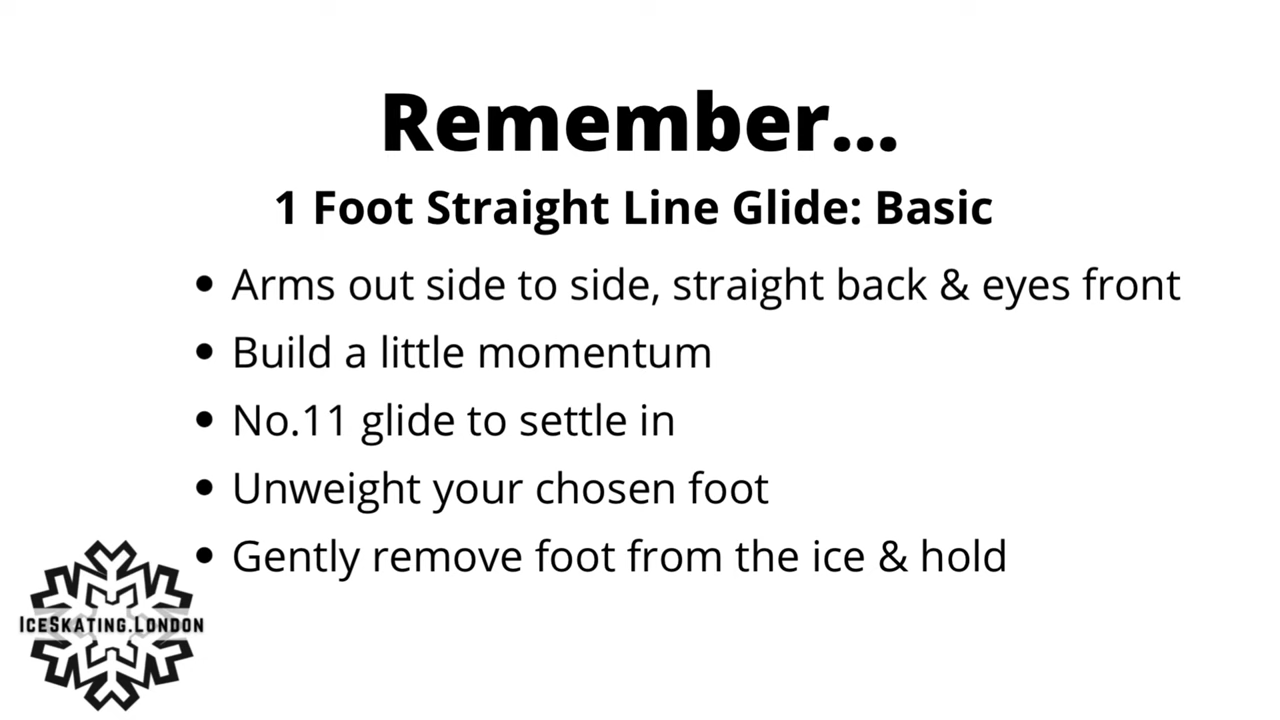 Remember...
1 Foot Straight Line Glide: Basic
• Arms out side to side, straight back & eyes front
• Build a little momentum
• No.11 glide to settle in
• Unweight your chosen foot
• Gently remove foot from the ice & hold
IceSkating.London